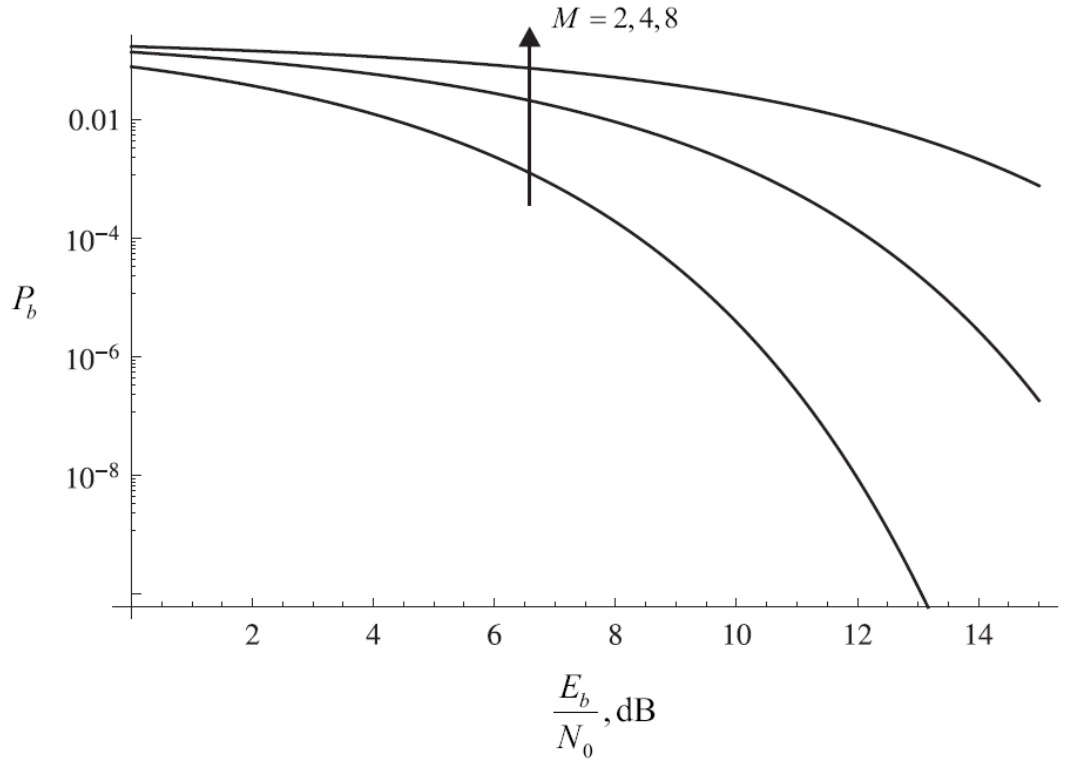 M = 2, 4, 8
0.01
10⁻⁴
P_b
10⁻⁶
10⁻⁸
2 4 6 8 10 12 14
E_b/N_0, dB